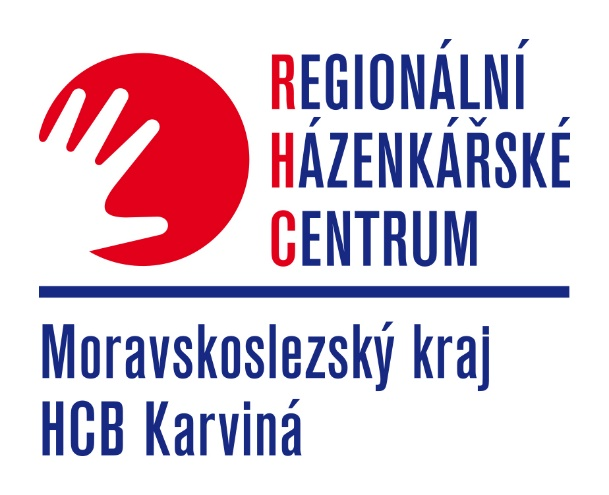 REGIONÁLNÍ
HÁZENKÁŘSKÉ
CENTRUM
Moravskoslezský kraj
HCB Karviná